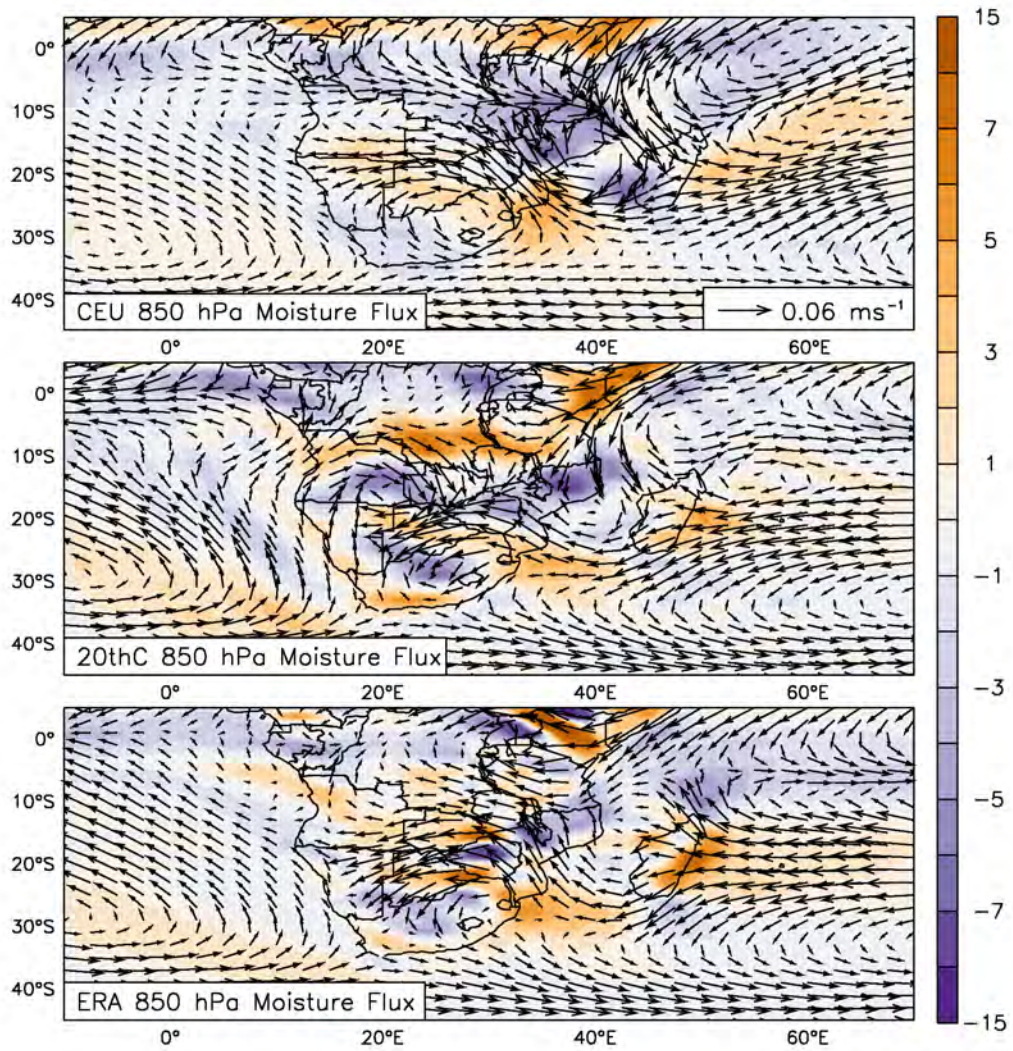 0°
10°S
20°S
30°S
40°S
CEU 850 hPa Moisture Flux
0.06 ms⁻¹
0° 20°E 40°E 60°E
0°
10°S
20°S
30°S
40°S
20thC 850 hPa Moisture Flux
0° 20°E 40°E 60°E
0°
10°S
20°S
30°S
40°S
ERA 850 hPa Moisture Flux
0° 20°E 40°E 60°E
15
7
5
3
1
−1
−3
−5
−7
−15